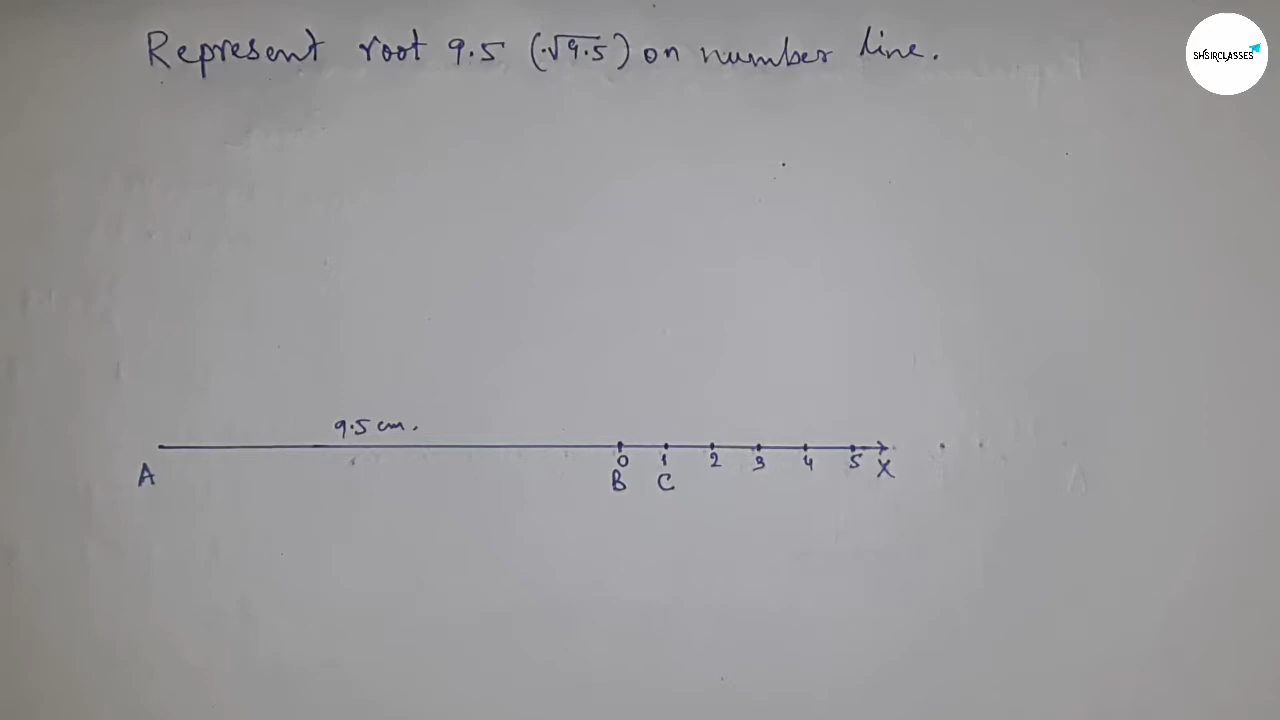 Represent root 9.5 (√9.5) on number line.
SHSIRCLASSES
9.5 cm.
A
0 1 2 3 4 5 X
B C